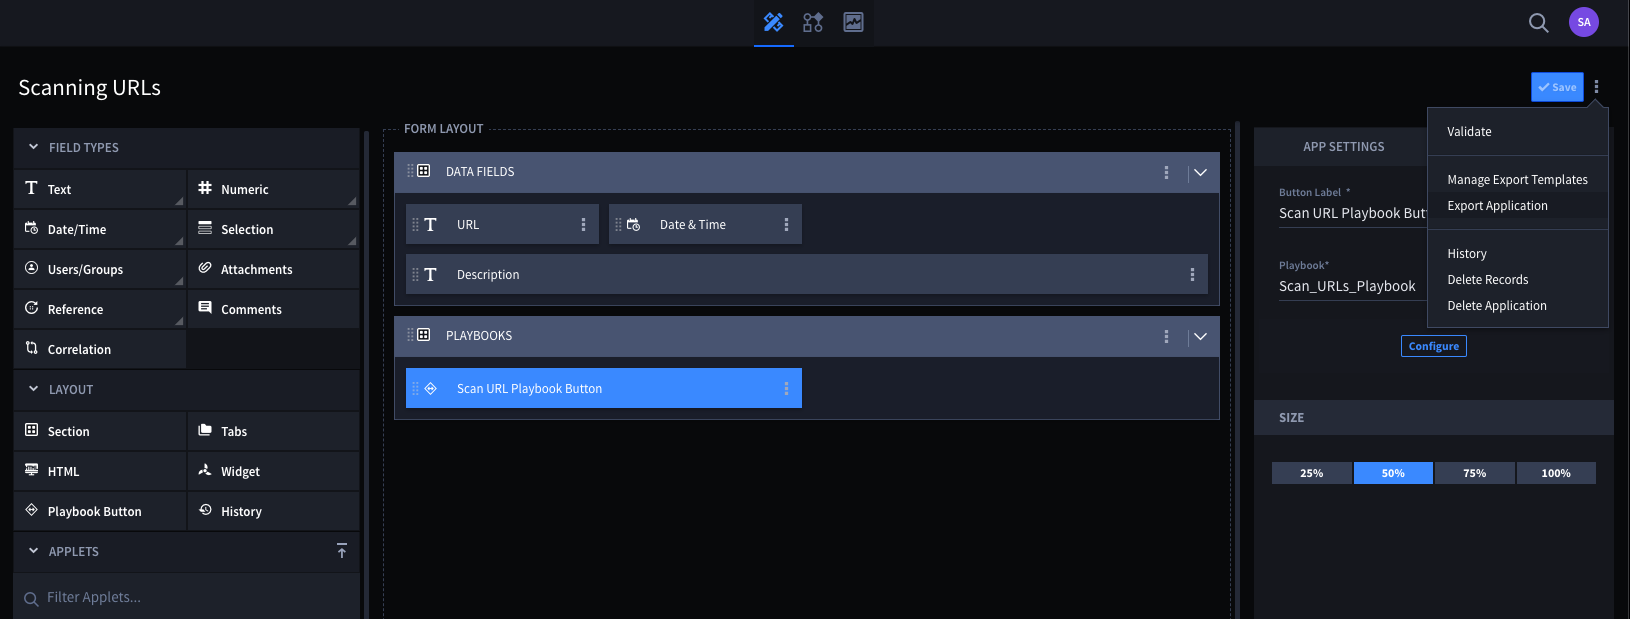 SA
Scanning URLs
Save
FIELD TYPES
Text
Numeric
Date/Time
Selection
Users/Groups
Attachments
Reference
Comments
Correlation
LAYOUT
Section
Tabs
HTML
Widget
Playbook Button
History
APPLETS
Filter Applets...
FORM LAYOUT
DATA FIELDS
URL
Date & Time
Description
PLAYBOOKS
Scan URL Playbook Button
APP SETTINGS
Button Label *
Scan URL Playbook But
Playbook*
Scan_URLs_Playbook
Configure
SIZE
25%
50%
75%
100%
Validate
Manage Export Templates
Export Application
History
Delete Records
Delete Application